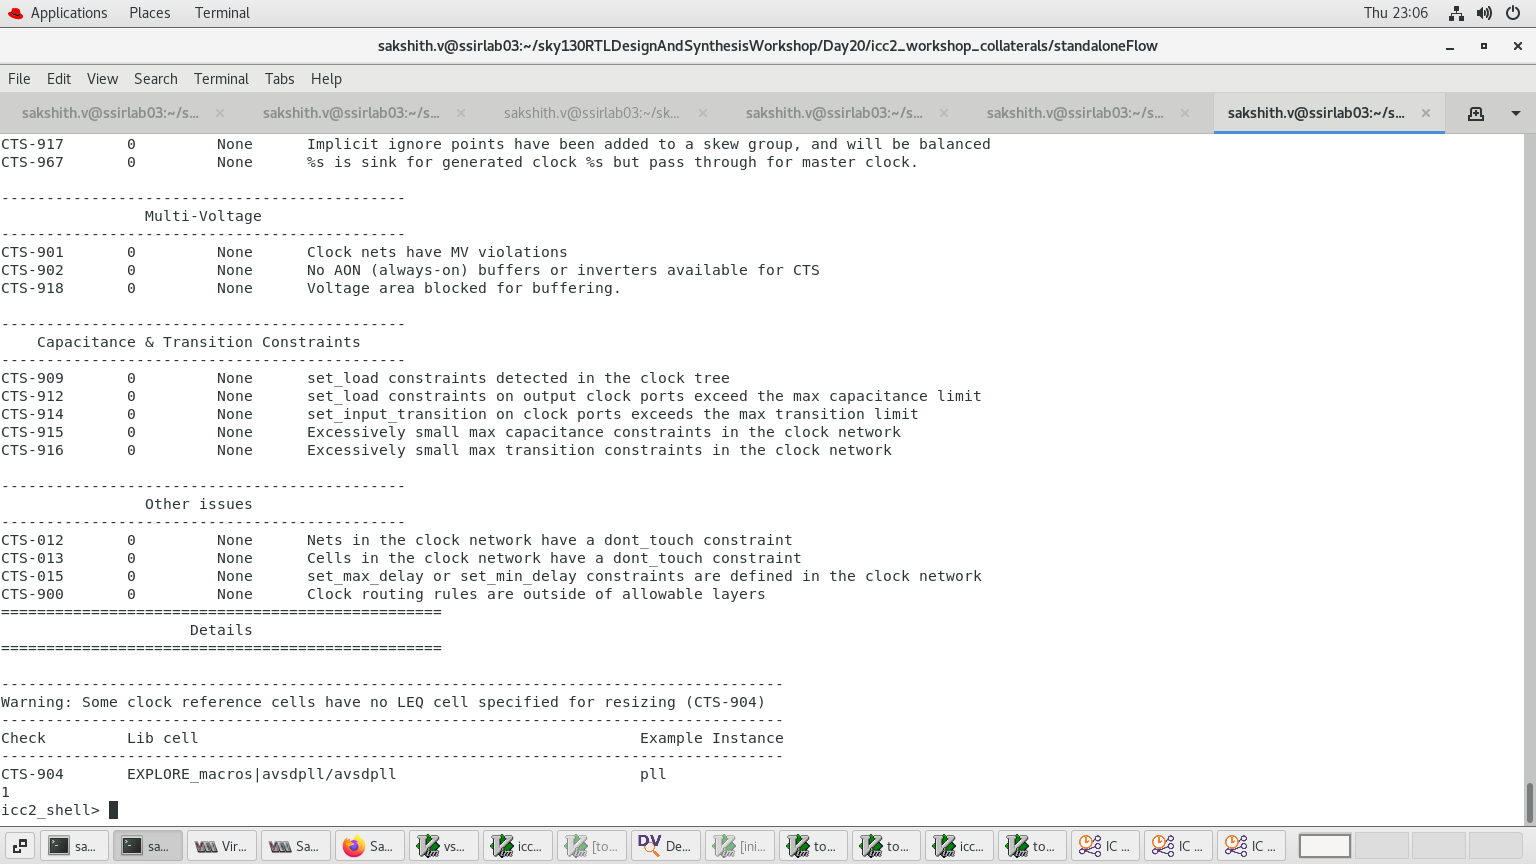 Applications Places Terminal Thu 23:06
sakshith.v@ssirlab03:~/sky130RTLDesignAndSynthesisWorkshop/Day20/icc2_workshop_collaterals/standaloneFlow
File Edit View Search Terminal Tabs Help
sakshith.v@ssirlab03:~/s... sakshith.v@ssirlab03:~/s... sakshith.v@ssirlab03:~/sk... sakshith.v@ssirlab03:~/s... sakshith.v@ssirlab03:~/s... sakshith.v@ssirlab03:~/s...
CTS-917 0 None Implicit ignore points have been added to a skew group, and will be balanced
CTS-967 0 None %s is sink for generated clock %s but pass through for master clock.
---------------------------------------------
Multi-Voltage
---------------------------------------------
CTS-901 0 None Clock nets have MV violations
CTS-902 0 None No AON (always-on) buffers or inverters available for CTS
CTS-918 0 None Voltage area blocked for buffering.
---------------------------------------------
Capacitance & Transition Constraints
---------------------------------------------
CTS-909 0 None set_load constraints detected in the clock tree
CTS-912 0 None set_load constraints on output clock ports exceed the max capacitance limit
CTS-914 0 None set_input_transition on clock ports exceeds the max transition limit
CTS-915 0 None Excessively small max capacitance constraints in the clock network
CTS-916 0 None Excessively small max transition constraints in the clock network
---------------------------------------------
Other issues
---------------------------------------------
CTS-012 0 None Nets in the clock network have a dont_touch constraint
CTS-013 0 None Cells in the clock network have a dont_touch constraint
CTS-015 0 None set_max_delay or set_min_delay constraints are defined in the clock network
CTS-900 0 None Clock routing rules are outside of allowable layers
=================================================
Details
=================================================
---------------------------------------------------------------------------------------
Warning: Some clock reference cells have no LEQ cell specified for resizing (CTS-904)
---------------------------------------------------------------------------------------
Check Lib cell Example Instance
---------------------------------------------------------------------------------------
CTS-904 EXPLORE_macros|avsdpll/avsdpll pll
1
icc2_shell>
sa... sa... Vir... Sa... Sa... vs... icc... [to... De... [ini... to... to... icc... to... IC ... IC ... IC ...